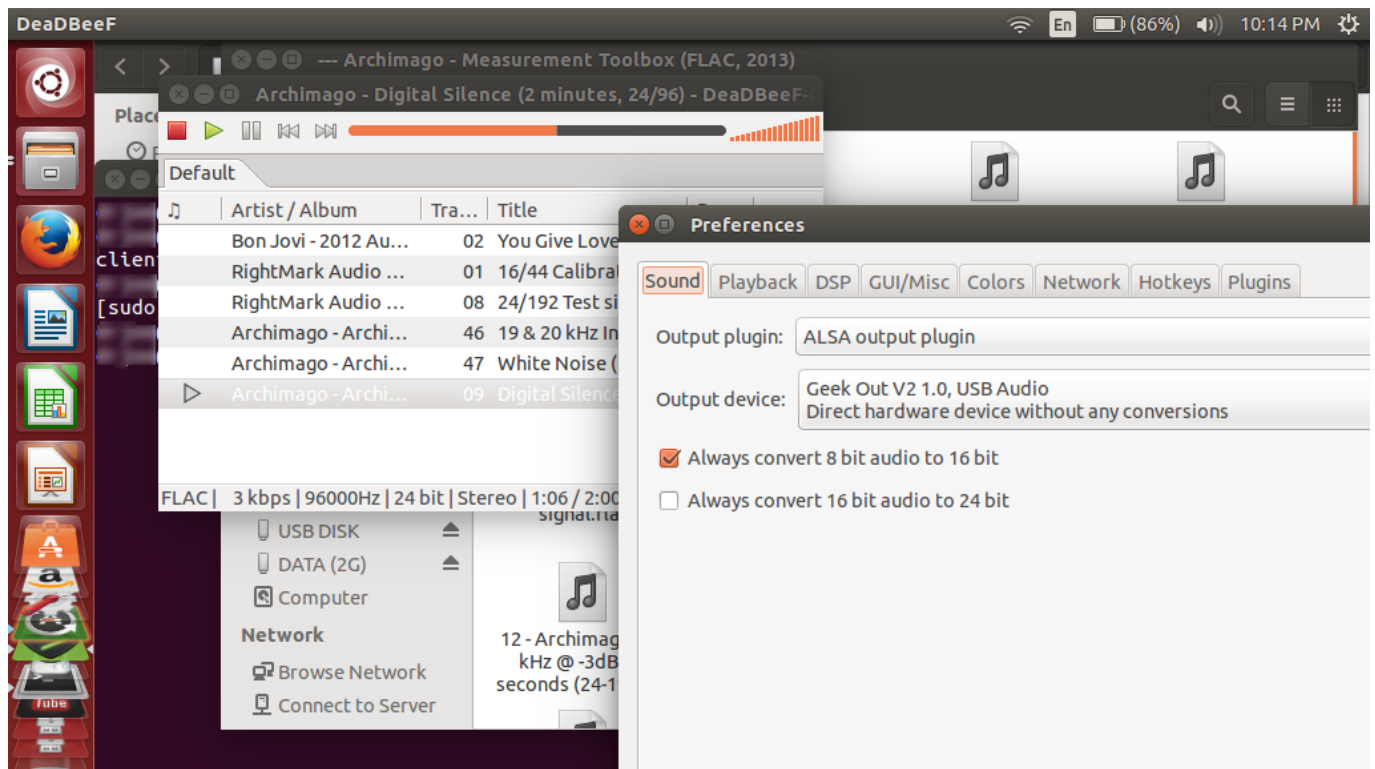 DeaDBeeF
En (86%) 10:14 PM
--- Archimago - Measurement Toolbox (FLAC, 2013)
Archimago - Digital Silence (2 minutes, 24/96) - DeaDBeeF-
Default
Artist / Album Tra... Title
Bon Jovi - 2012 Au... 02 You Give Love
RightMark Audio ... 01 16/44 Calibra
RightMark Audio ... 08 24/192 Test si
Archimago - Archi... 46 19 & 20 kHz In
Archimago - Archi... 47 White Noise (
Archimago - Archi... 09 Digital Silence
FLAC | 3 kbps | 96000Hz | 24 bit | Stereo | 1:06 / 2:00
Place
clien
[sudo
USB DISK
DATA (2G)
Computer
Network
Browse Network
Connect to Server
signal.fla
12 - Archimag
kHz @ -3dB
seconds (24-1
Preferences
Sound Playback DSP GUI/Misc Colors Network Hotkeys Plugins
Output plugin: ALSA output plugin
Output device: Geek Out V2 1.0, USB Audio
Direct hardware device without any conversions
Always convert 8 bit audio to 16 bit
Always convert 16 bit audio to 24 bit
a
Tube